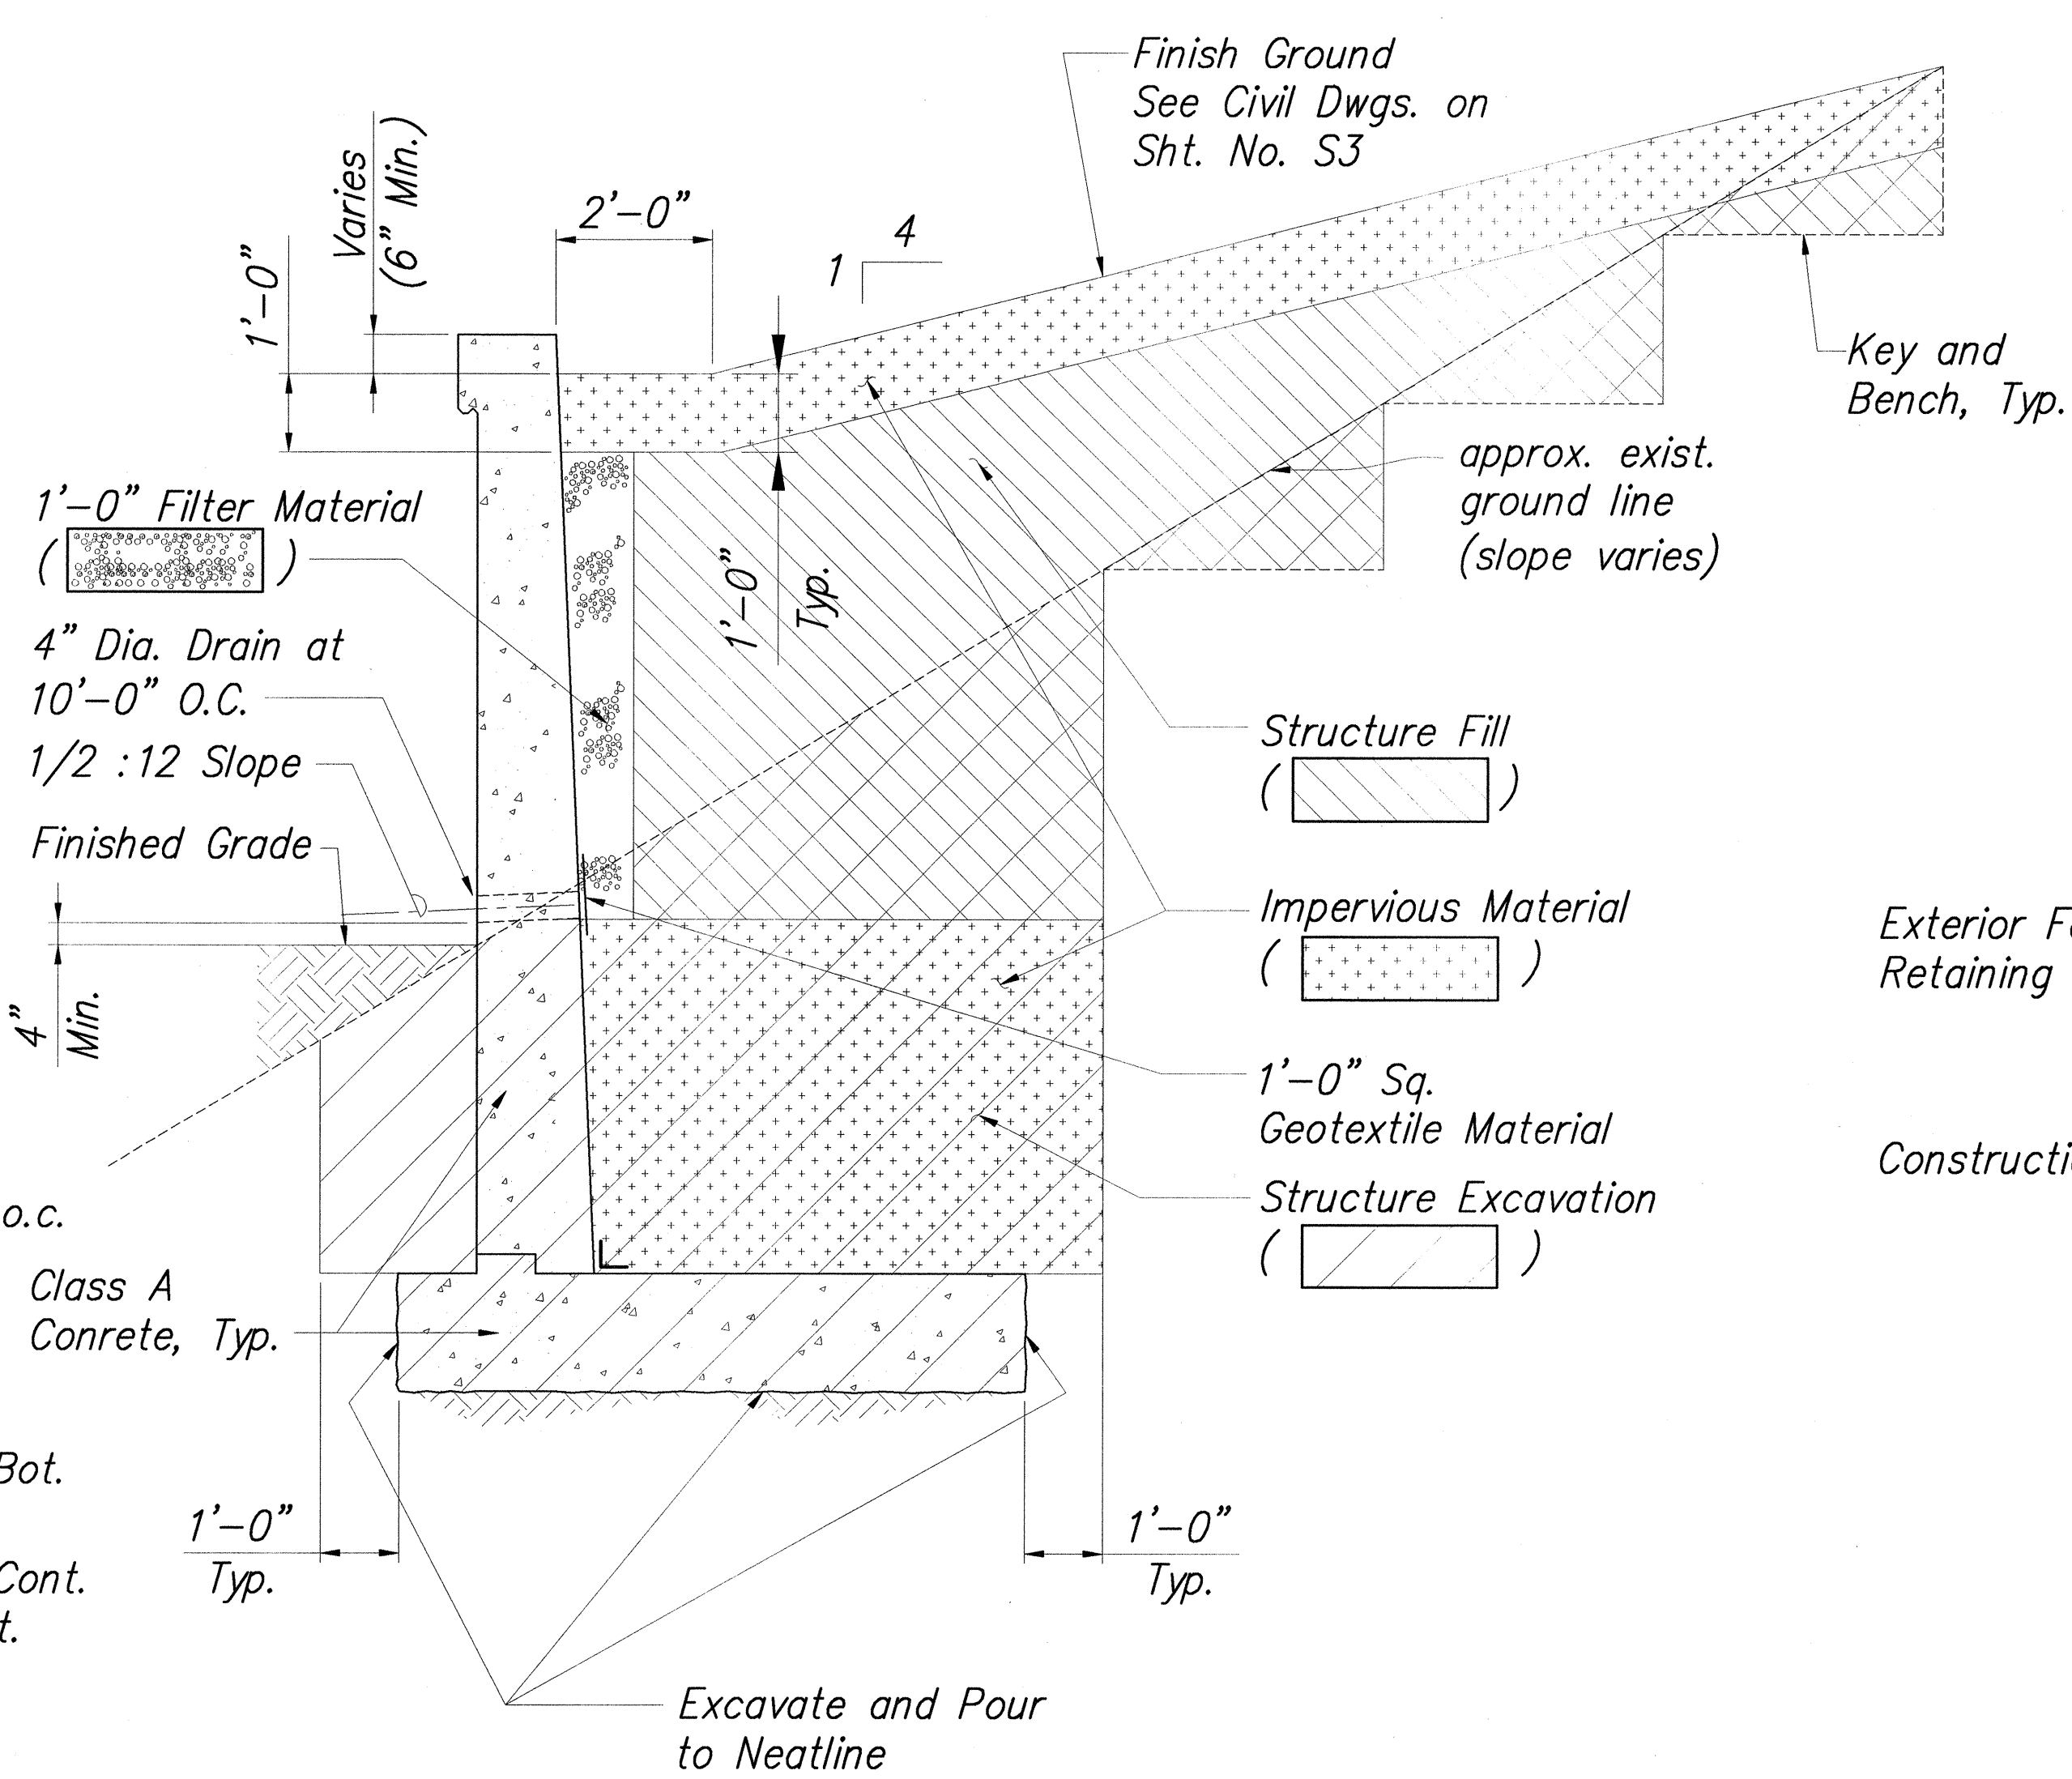 Finish Ground
See Civil Dwgs. on
Sht. No. S3
Varies
(6" Min.)
1'-0"
2'-0"
4
1
Key and
Bench, Typ.
approx. exist.
ground line
(slope varies)
1'-0" Filter Material
( )
1'-0"
Typ.
4" Dia. Drain at
10'-0" O.C.
1/2 :12 Slope
Finished Grade
4"
Min.
Structure Fill
( )
Impervious Material
( )
1'-0" Sq.
Geotextile Material
Structure Excavation
( )
Exterior F
Retaining
Constructi
o.c.
Class A
Conrete, Typ.
Bot.
Cont.
t.
1'-0"
Typ.
1'-0"
Typ.
Excavate and Pour
to Neatline